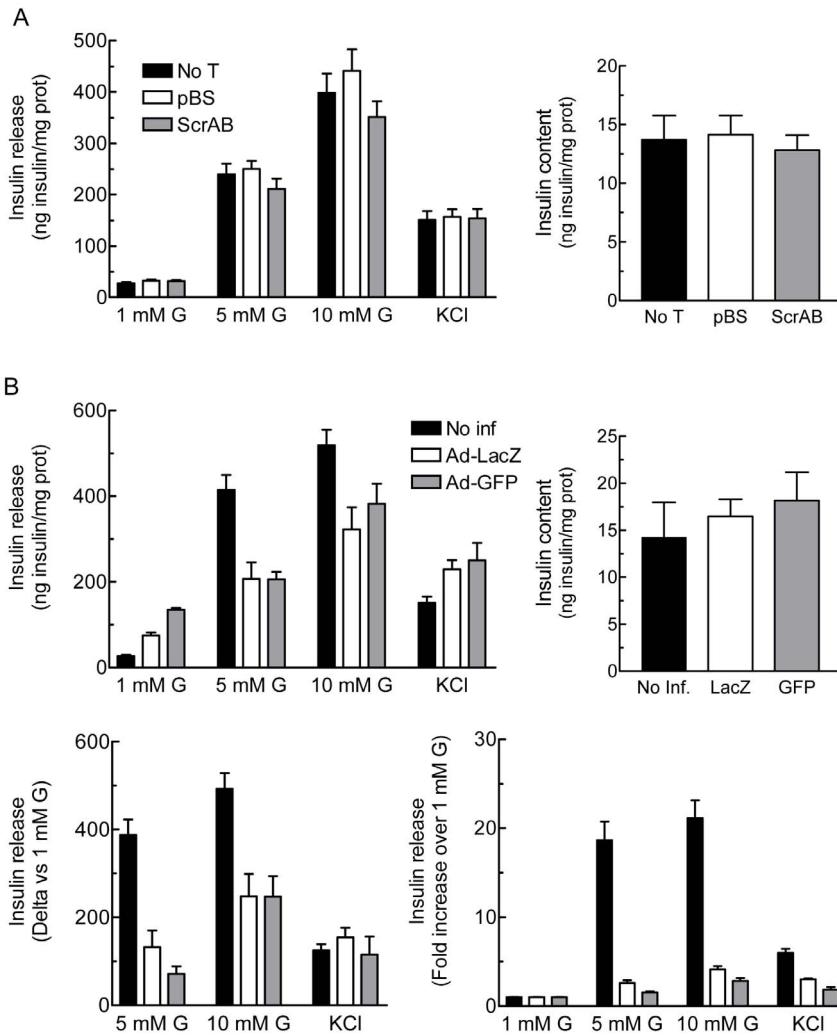 A
Insulin release
(ng insulin/mg prot)
500
400
300
200
100
0
No T
pBS
ScrAB
1 mM G
5 mM G
10 mM G
KCl
Insulin content
(ng insulin/mg prot)
20
15
10
5
0
No T
pBS
ScrAB
B
Insulin release
(ng insulin/mg prot)
600
400
200
0
No inf
Ad-LacZ
Ad-GFP
1 mM G
5 mM G
10 mM G
KCl
Insulin content
(ng insulin/mg prot)
25
20
15
10
5
0
No Inf.
LacZ
GFP
Insulin release
(Delta vs 1 mM G)
600
400
200
0
5 mM G
10 mM G
KCl
Insulin release
(Fold increase over 1 mM G)
30
20
10
0
1 mM G
5 mM G
10 mM G
KCl